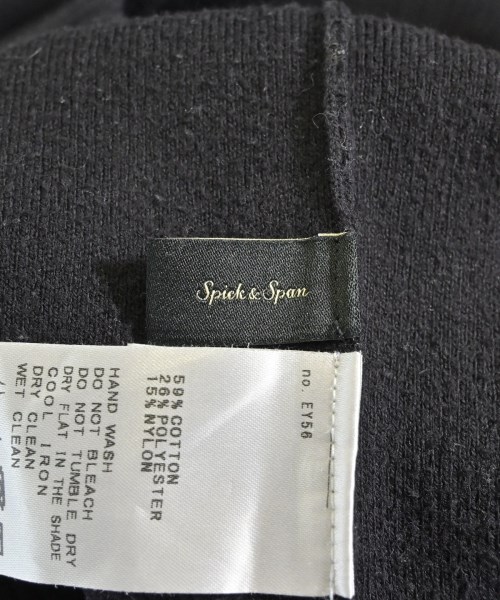 Spick & Span
no. EY56
59% COTTON
26% POLYESTER
15% NYLON
HAND WASH
DO NOT BLEACH
DO NOT TUMBLE DRY
DRY FLAT IN THE SHADE
COOL IRON
DRY CLEAN
WET CLEAN